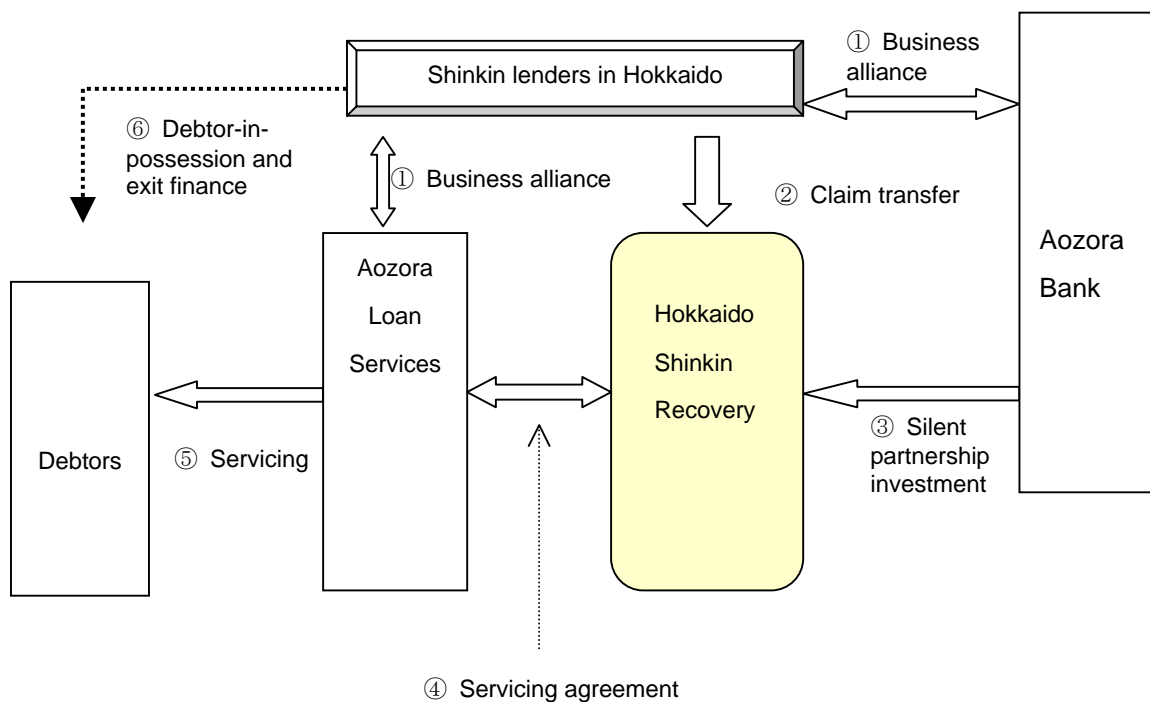 Shinkin lenders in Hokkaido
① Business
alliance
⑥ Debtor-in-
possession and
exit finance
① Business alliance
② Claim transfer
Aozora
Bank
Aozora
Loan
Services
Hokkaido
Shinkin
Recovery
Debtors
⑤ Servicing
③ Silent
partnership
investment
④ Servicing agreement